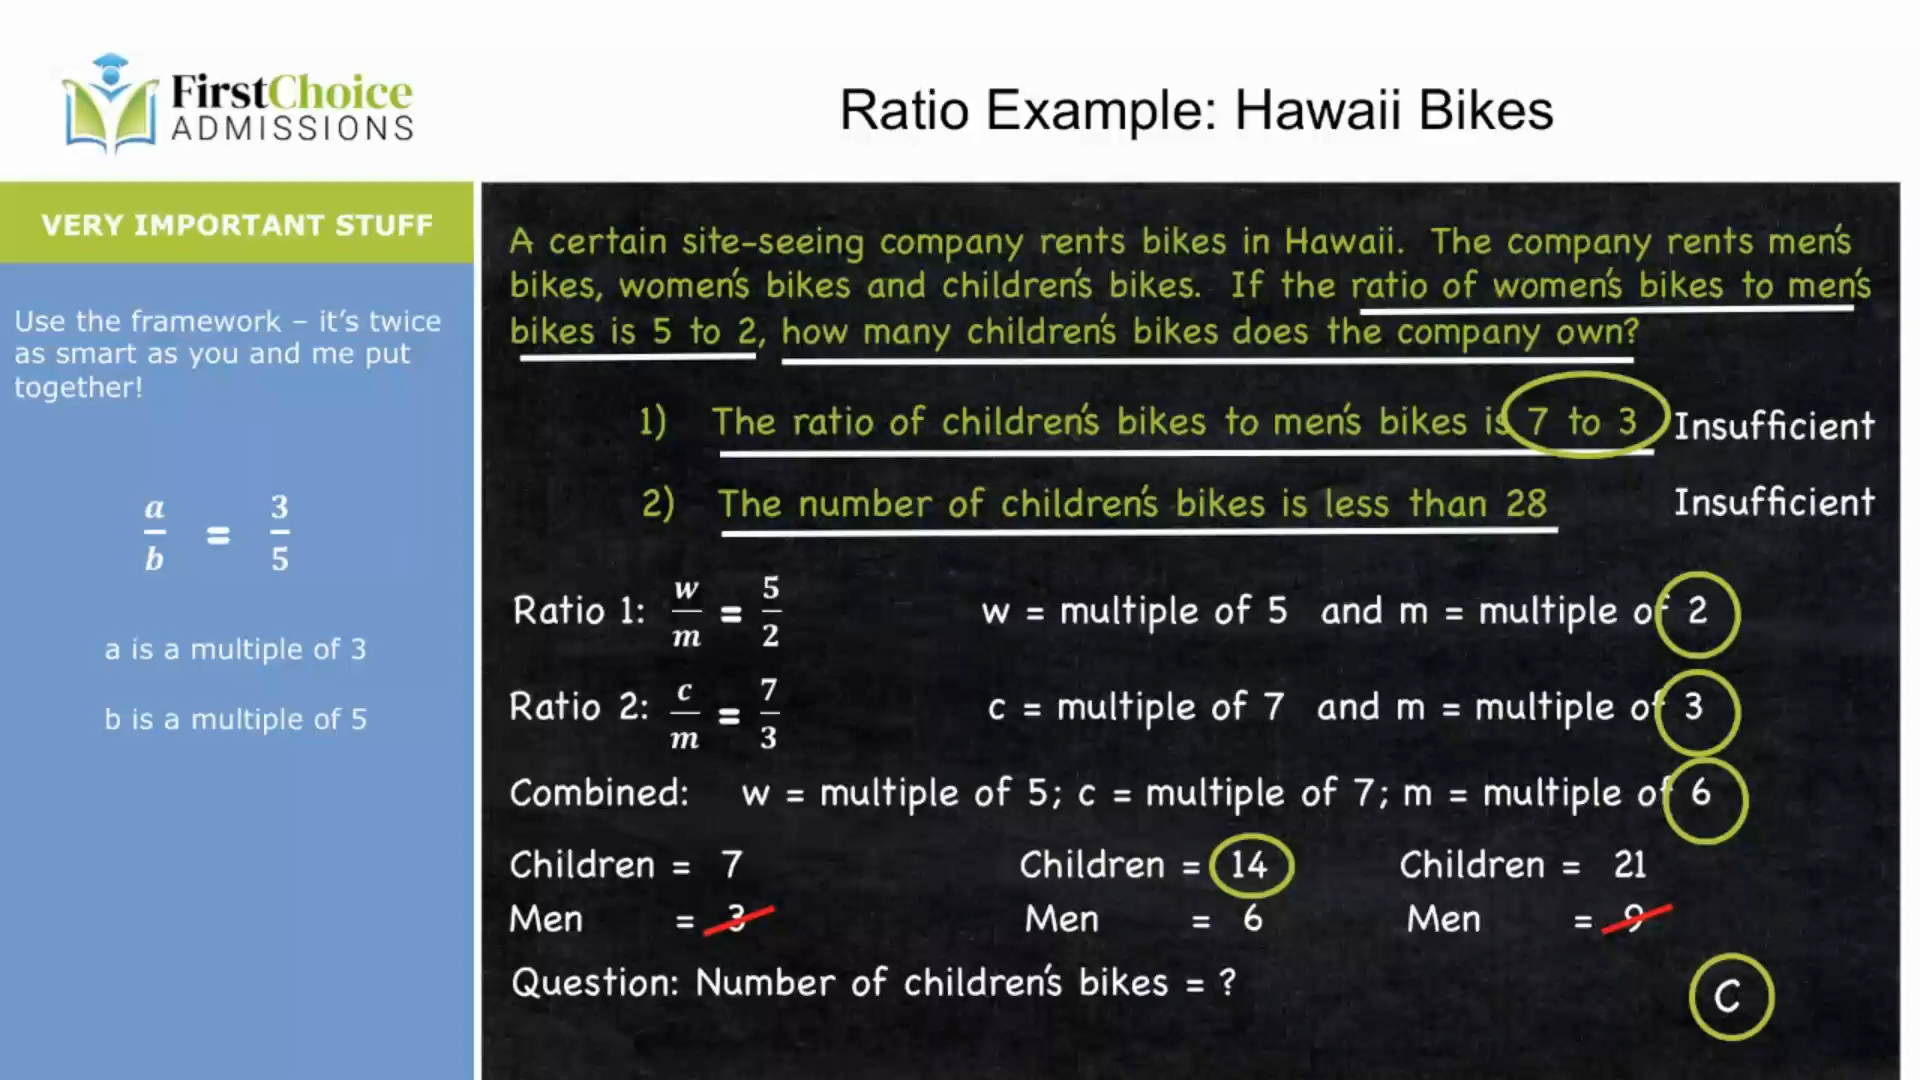 FirstChoice
ADMISSIONS
Ratio Example: Hawaii Bikes
VERY IMPORTANT STUFF
Use the framework – it's twice
as smart as you and me put
together!
a/b = 3/5
a is a multiple of 3
b is a multiple of 5
A certain site-seeing company rents bikes in Hawaii. The company rents men's
bikes, women's bikes and children's bikes. If the ratio of women's bikes to men's
bikes is 5 to 2, how many children's bikes does the company own?
1) The ratio of children's bikes to men's bikes is 7 to 3 Insufficient
2) The number of children's bikes is less than 28 Insufficient
Ratio 1: w/m = 5/2 w = multiple of 5 and m = multiple of 2
Ratio 2: c/m = 7/3 c = multiple of 7 and m = multiple of 3
Combined: w = multiple of 5; c = multiple of 7; m = multiple of 6
Children = 7 Children = 14 Children = 21
Men = 3 Men = 6 Men = 9
Question: Number of children's bikes = ?
C